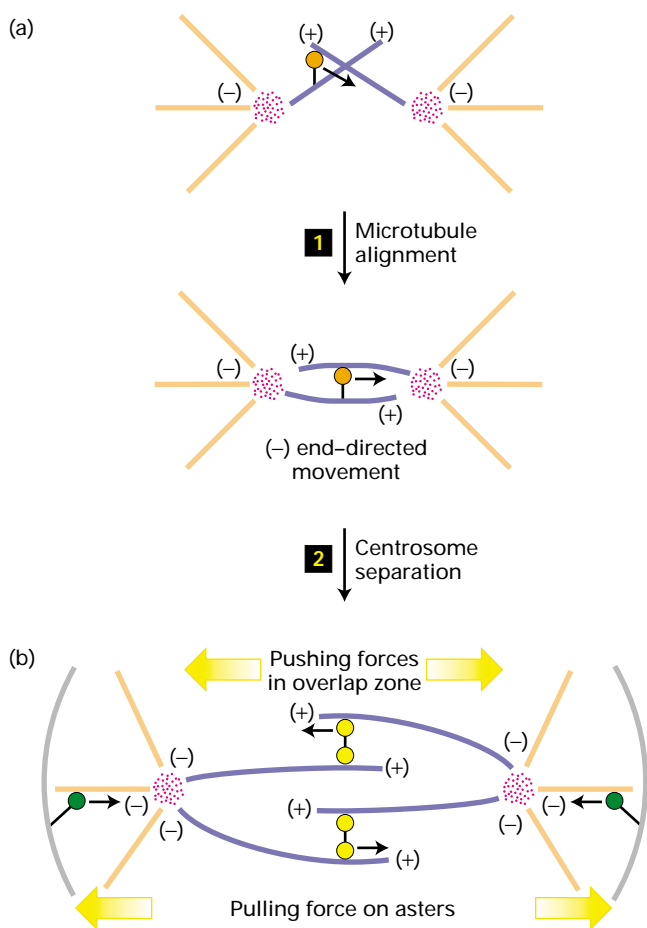 (a)
(+) (+)
(–) (–)
1 Microtubule
alignment
(+)
(–) (–)
(+)
(–) end–directed
movement
2 Centrosome
separation
(b)
Pushing forces
in overlap zone
(+)
(–) (–)
(+)
(–) (+) (–)
(–) (–)
(+)
Pulling force on asters